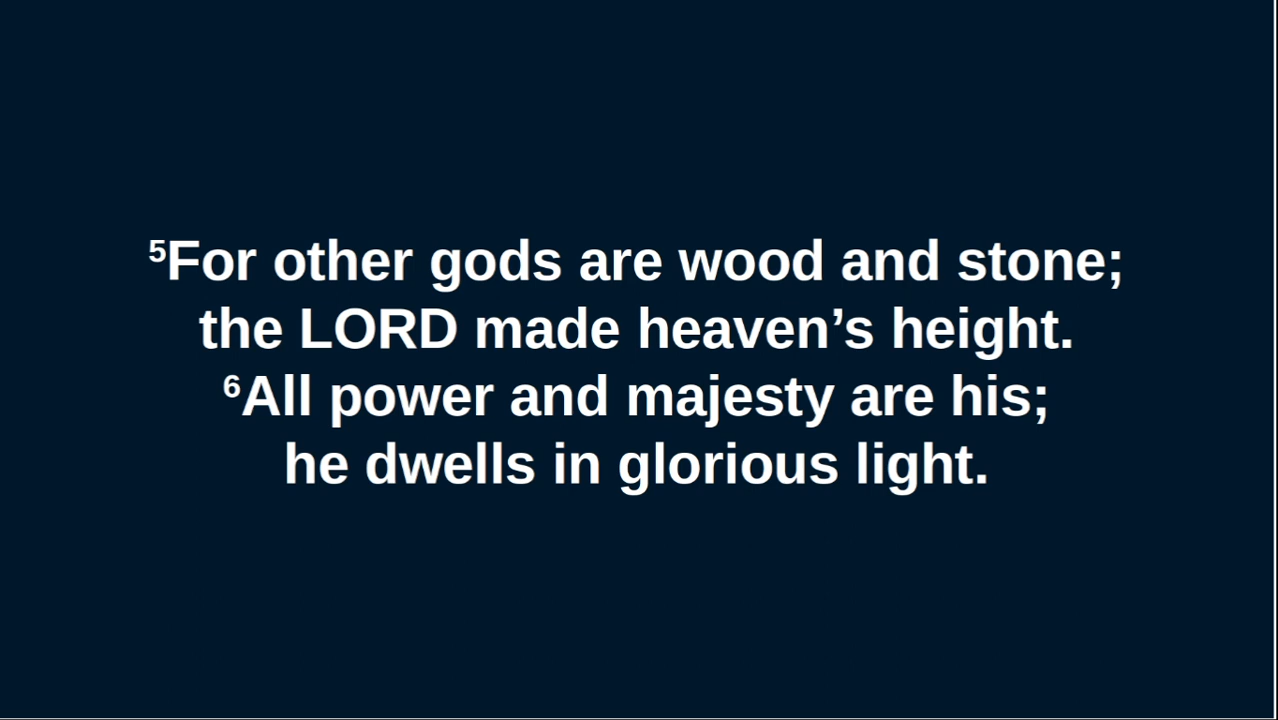 ⁵For other gods are wood and stone;
the LORD made heaven’s height.
⁶All power and majesty are his;
he dwells in glorious light.